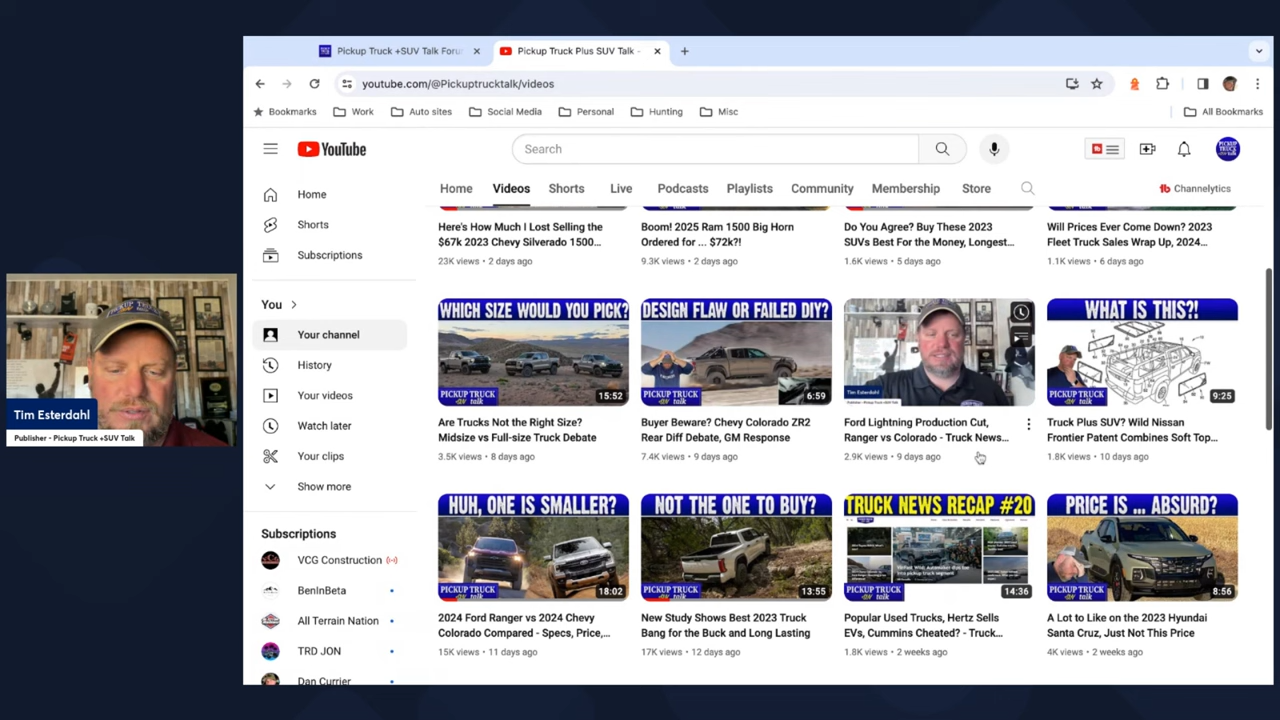 Pickup Truck +SUV Talk Foru
Pickup Truck Plus SUV Talk -
youtube.com/@Pickuptrucktalk/videos
Bookmarks
Work
Auto sites
Social Media
Personal
Hunting
Misc
All Bookmarks
YouTube
Search
Home
Videos
Shorts
Live
Podcasts
Playlists
Community
Membership
Store
Channelytics
Home
Shorts
Subscriptions
You
Your channel
History
Your videos
Watch later
Your clips
Show more
Subscriptions
VCG Construction
BenInBeta
All Terrain Nation
TRD JON
Dan Currier
Here's How Much I Lost Selling the
$67k 2023 Chevy Silverado 1500...
23K views • 2 days ago
Boom! 2025 Ram 1500 Big Horn
Ordered for ... $72k?!
9.3K views • 2 days ago
Do You Agree? Buy These 2023
SUVs Best For the Money, Longest...
1.6K views • 5 days ago
Will Prices Ever Come Down? 2023
Fleet Truck Sales Wrap Up, 2024...
1.1K views • 6 days ago
WHICH SIZE WOULD YOU PICK?
PICKUP TRUCK
talk
15:52
Are Trucks Not the Right Size?
Midsize vs Full-size Truck Debate
3.5K views • 8 days ago
DESIGN FLAW OR FAILED DIY?
PICKUP TRUCK
talk
6:59
Buyer Beware? Chevy Colorado ZR2
Rear Diff Debate, GM Response
7.4K views • 9 days ago
Tim Esterdahl
Ford Lightning Production Cut,
Ranger vs Colorado - Truck News...
2.9K views • 9 days ago
WHAT IS THIS?!
PICKUP TRUCK
talk
9:25
Truck Plus SUV? Wild Nissan
Frontier Patent Combines Soft Top...
1.8K views • 10 days ago
HUH, ONE IS SMALLER?
PICKUP TRUCK
talk
18:02
2024 Ford Ranger vs 2024 Chevy
Colorado Compared - Specs, Price,...
15K views • 11 days ago
NOT THE ONE TO BUY?
PICKUP TRUCK
talk
13:55
New Study Shows Best 2023 Truck
Bang for the Buck and Long Lasting
17K views • 12 days ago
TRUCK NEWS RECAP #20
PICKUP TRUCK
talk
14:36
Popular Used Trucks, Hertz Sells
EVs, Cummins Cheated? - Truck...
1.8K views • 2 weeks ago
PRICE IS ... ABSURD?
PICKUP TRUCK
talk
8:56
A Lot to Like on the 2023 Hyundai
Santa Cruz, Just Not This Price
4K views • 2 weeks ago
Tim Esterdahl
Publisher - Pickup Truck +SUV Talk